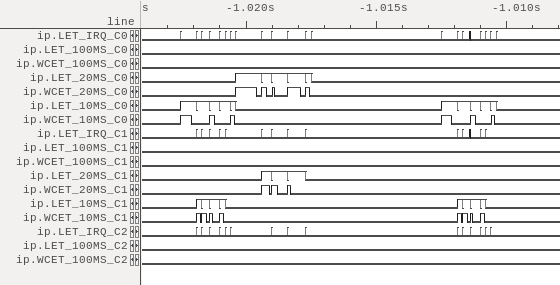 s -1.020s -1.015s -1.010s
line
ip.LET_IRQ_C0
ip.LET_100MS_C0
ip.WCET_100MS_C0
ip.LET_20MS_C0
ip.WCET_20MS_C0
ip.LET_10MS_C0
ip.WCET_10MS_C0
ip.LET_IRQ_C1
ip.LET_100MS_C1
ip.WCET_100MS_C1
ip.LET_20MS_C1
ip.WCET_20MS_C1
ip.LET_10MS_C1
ip.WCET_10MS_C1
ip.LET_IRQ_C2
ip.LET_100MS_C2
ip.WCET_100MS_C2